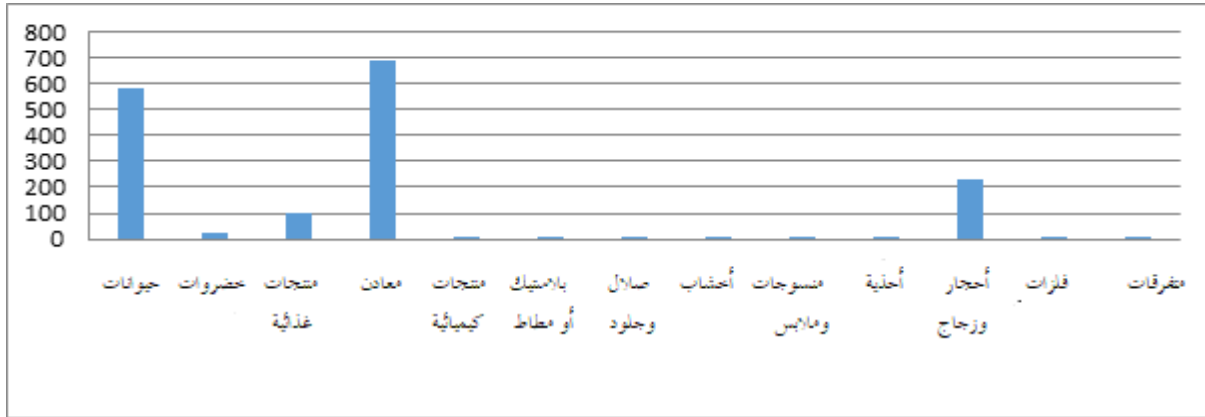 800
700
600
500
400
300
200
100
0
حيوانات
خضروات
منتجات
غذائية
معادن
منتجات
كيميائية
بلاستيك
أو مطاط
صلال
وجلود
أخشاب
منسوجات
وملابس
أحذية
أحجار
وزجاج
فلزات
متفرقات